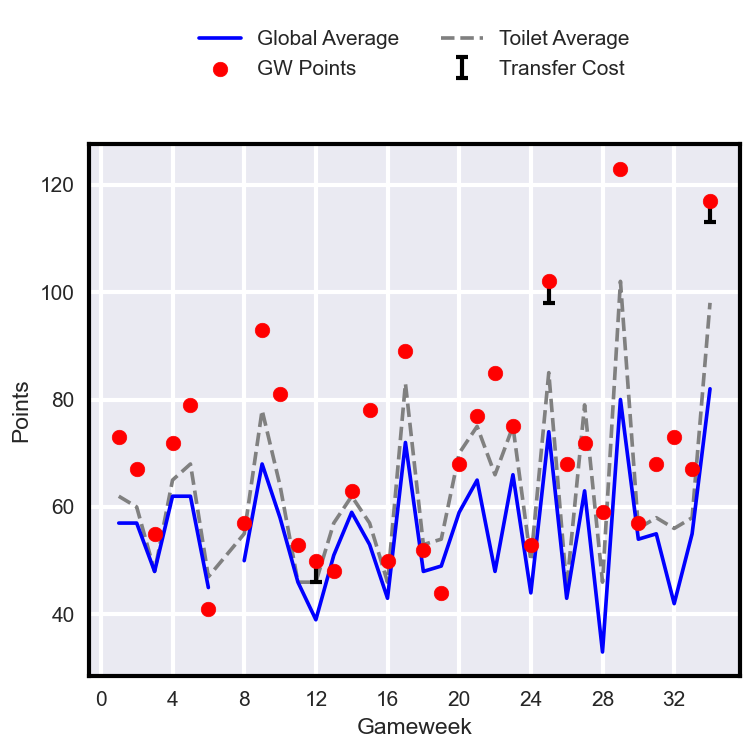 Global Average
Toilet Average
GW Points
Transfer Cost
120
100
80
60
40
Points
0 4 8 12 16 20 24 28 32
Gameweek